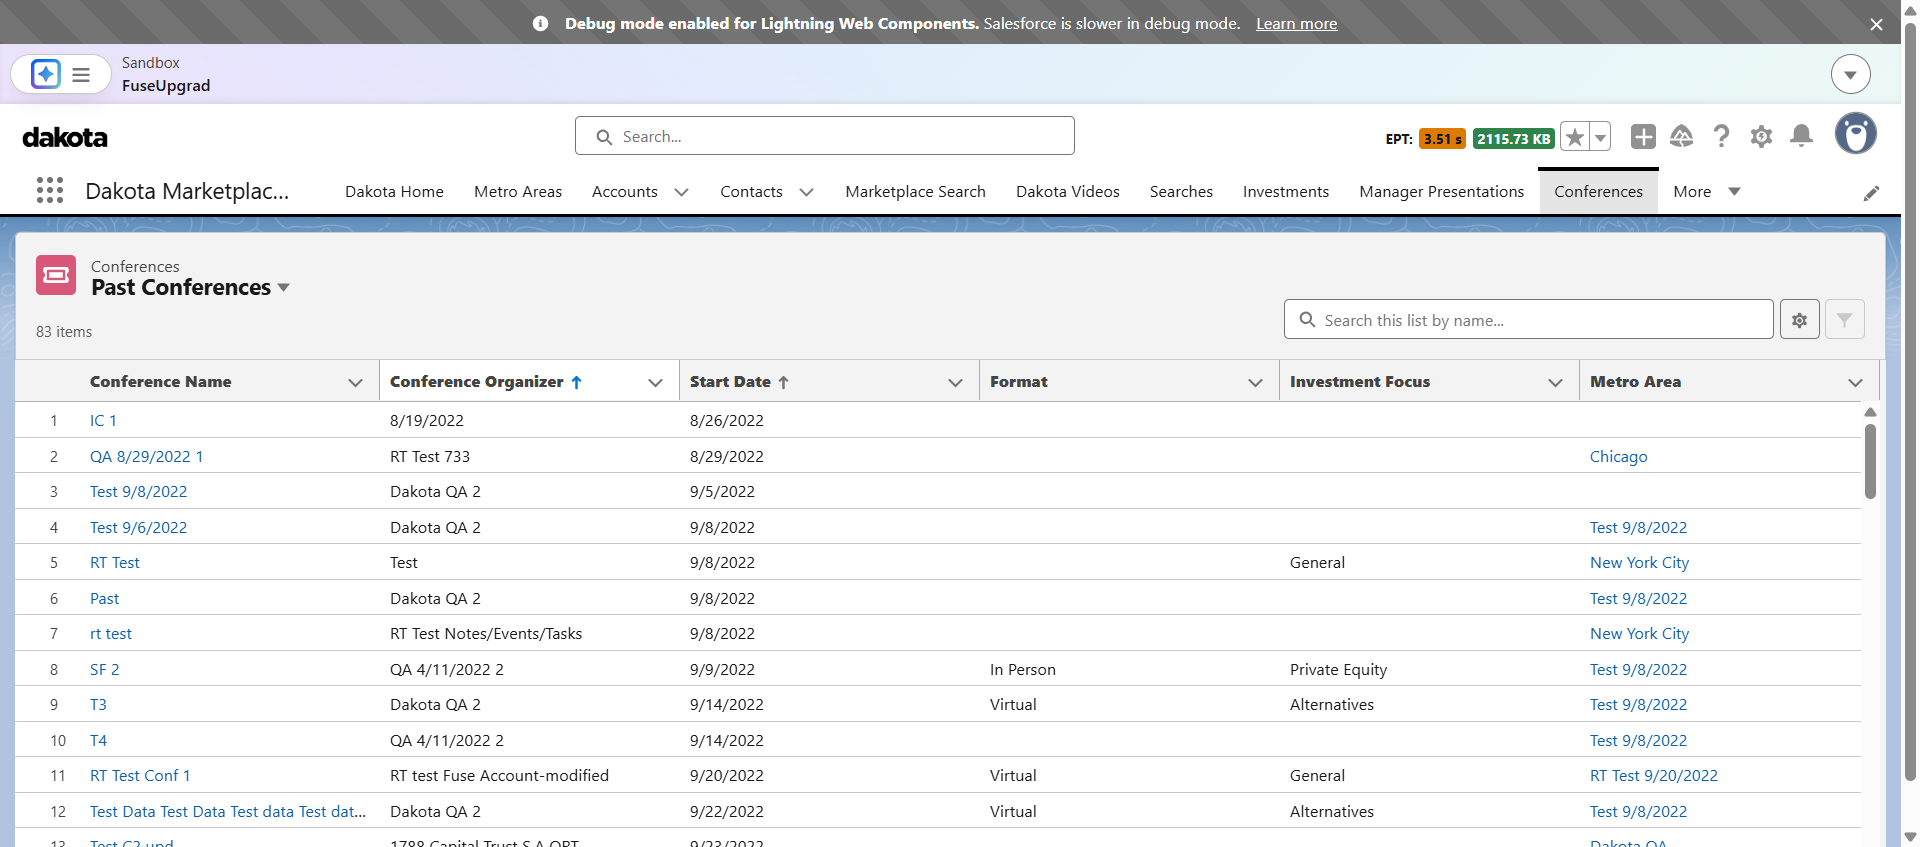 Debug mode enabled for Lightning Web Components. Salesforce is slower in debug mode. Learn more
Sandbox
FuseUpgrad
dakota
Search...
EPT: 3.51 s 2115.73 KB
Dakota Marketplac...
Dakota Home
Metro Areas
Accounts
Contacts
Marketplace Search
Dakota Videos
Searches
Investments
Manager Presentations
Conferences
More
Conferences
Past Conferences
83 items
Search this list by name...
Conference Name Conference Organizer Start Date Format Investment Focus Metro Area
1 IC 1 8/19/2022 8/26/2022
2 QA 8/29/2022 1 RT Test 733 8/29/2022 Chicago
3 Test 9/8/2022 Dakota QA 2 9/5/2022
4 Test 9/6/2022 Dakota QA 2 9/8/2022 Test 9/8/2022
5 RT Test Test 9/8/2022 General New York City
6 Past Dakota QA 2 9/8/2022 Test 9/8/2022
7 rt test RT Test Notes/Events/Tasks 9/8/2022 New York City
8 SF 2 QA 4/11/2022 2 9/9/2022 In Person Private Equity Test 9/8/2022
9 T3 Dakota QA 2 9/14/2022 Virtual Alternatives Test 9/8/2022
10 T4 QA 4/11/2022 2 9/14/2022 Test 9/8/2022
11 RT Test Conf 1 RT test Fuse Account-modified 9/20/2022 Virtual General RT Test 9/20/2022
12 Test Data Test Data Test data Test dat... Dakota QA 2 9/22/2022 Virtual Alternatives Test 9/8/2022
13 Test C2 und 1788 Capital Trust S.A OPT 9/23/2022 Dakota QA